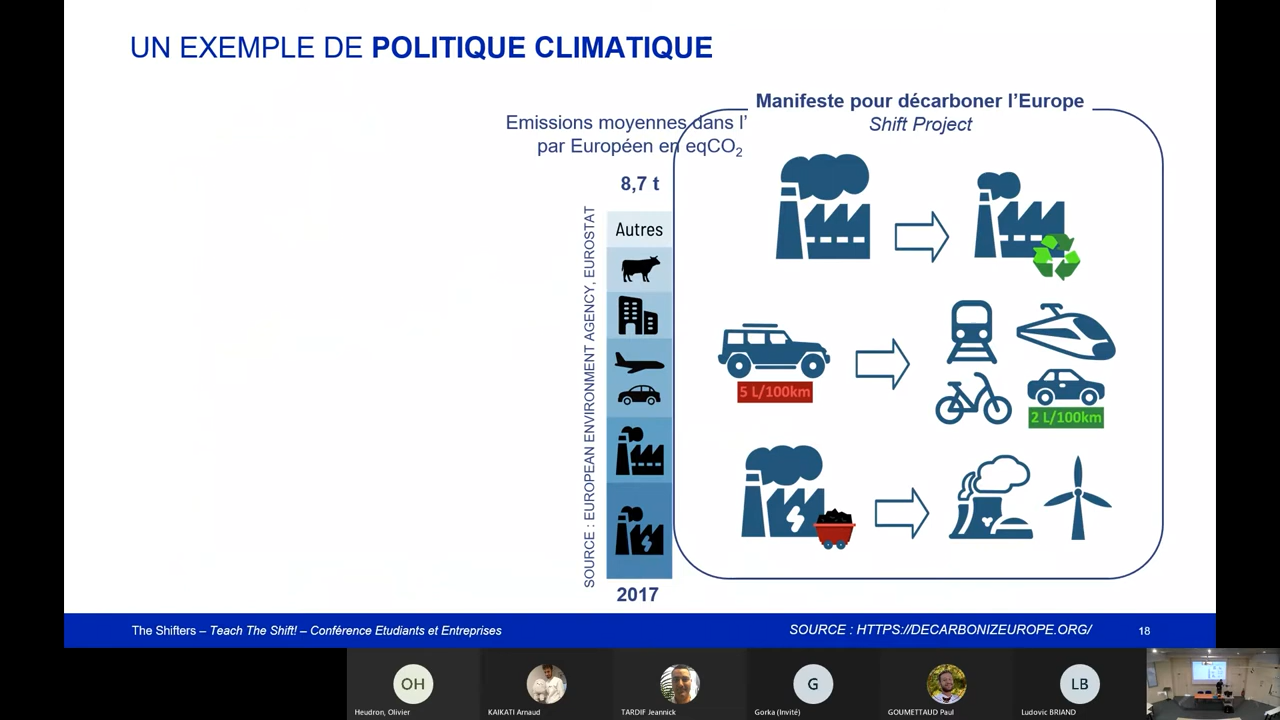 UN EXEMPLE DE POLITIQUE CLIMATIQUE
Emissions moyennes dans l'
par Européen en eqCO2
8,7 t
Autres
SOURCE : EUROPEAN ENVIRONMENT AGENCY, EUROSTAT
2017
Manifeste pour décarboner l'Europe
Shift Project
5 L/100km
2 L/100km
The Shifters – Teach The Shift! – Conférence Etudiants et Entreprises
SOURCE : HTTPS://DECARBONIZEUROPE.ORG/
18
OH
G
LB
Heudron, Olivier
KAIKATI Arnaud
TARDIF Jeannick
Gorka (Invité)
GOUMETTAUD Paul
Ludovic BRIAND